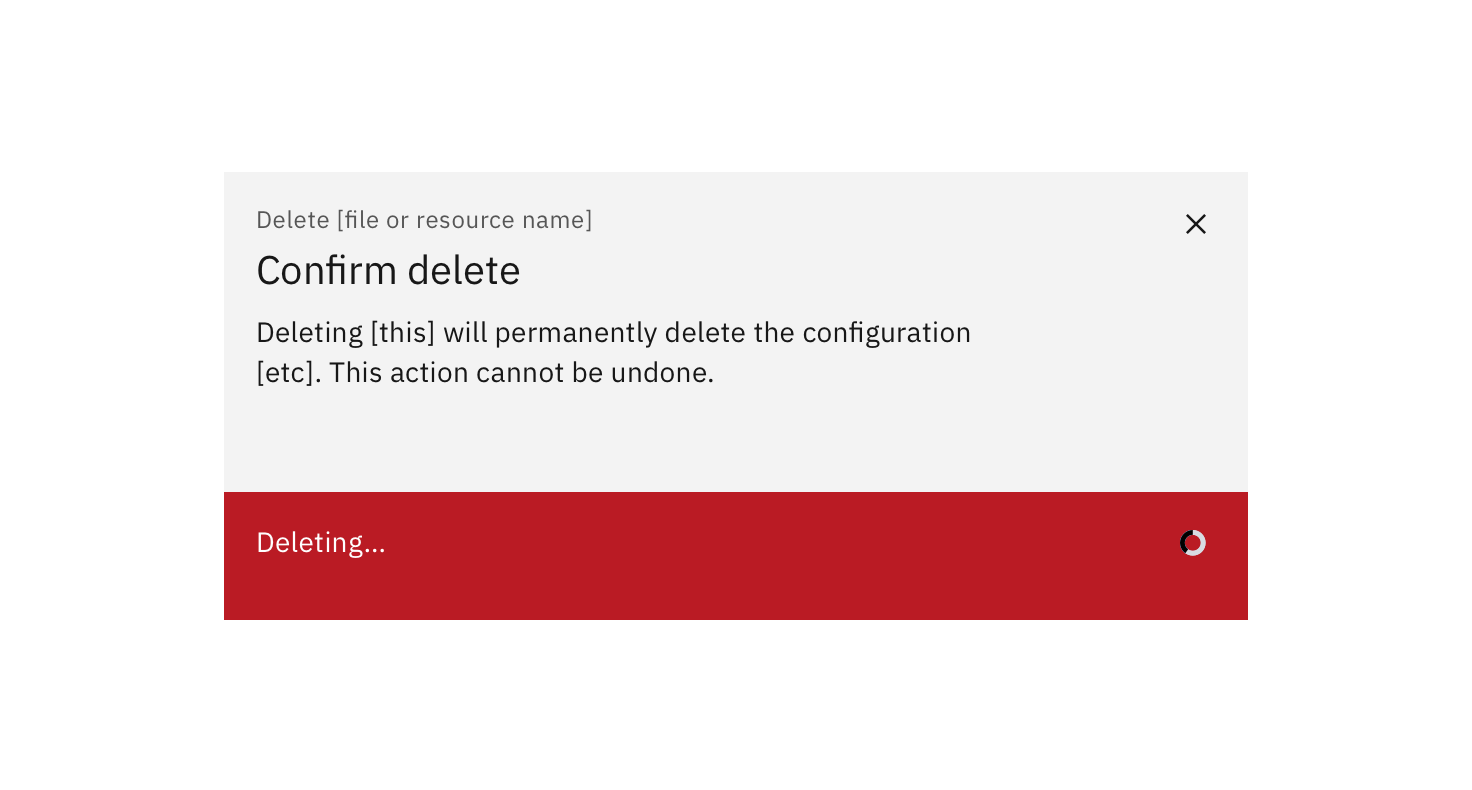 Delete [file or resource name]
Confirm delete
Deleting [this] will permanently delete the configuration
[etc]. This action cannot be undone.
Deleting...